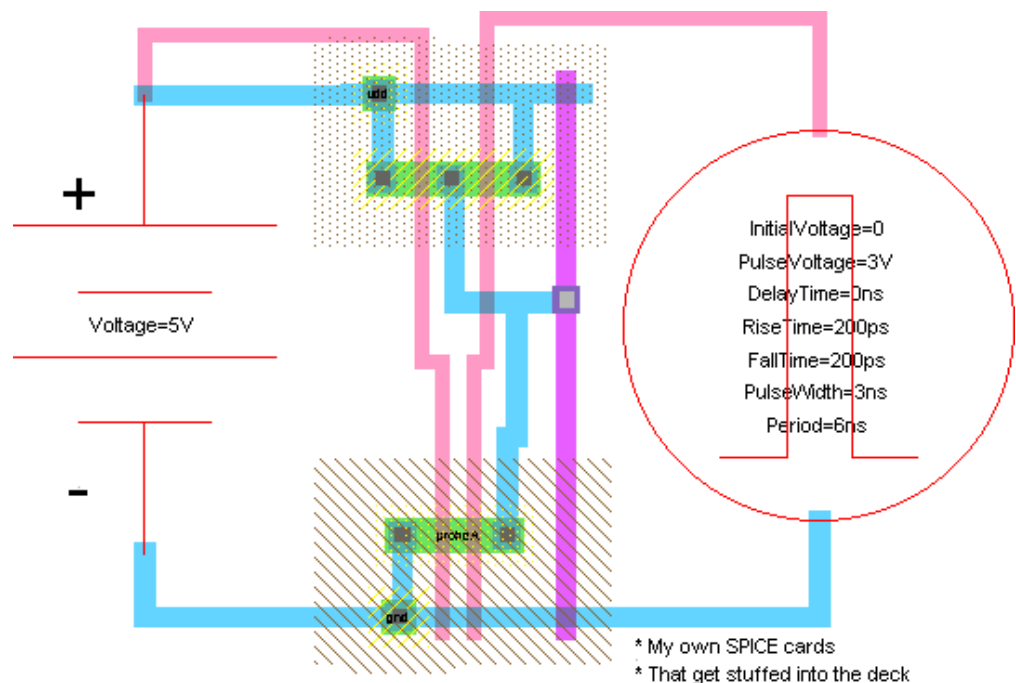 vdd
+
InitialVoltage=0
PulseVoltage=3V
DelayTime=0ns
Voltage=5V
RiseTime=200ps
FallTime=200ps
PulseWidth=3ns
Period=6ns
-
probeA
gnd
* My own SPICE cards
* That get stuffed into the deck